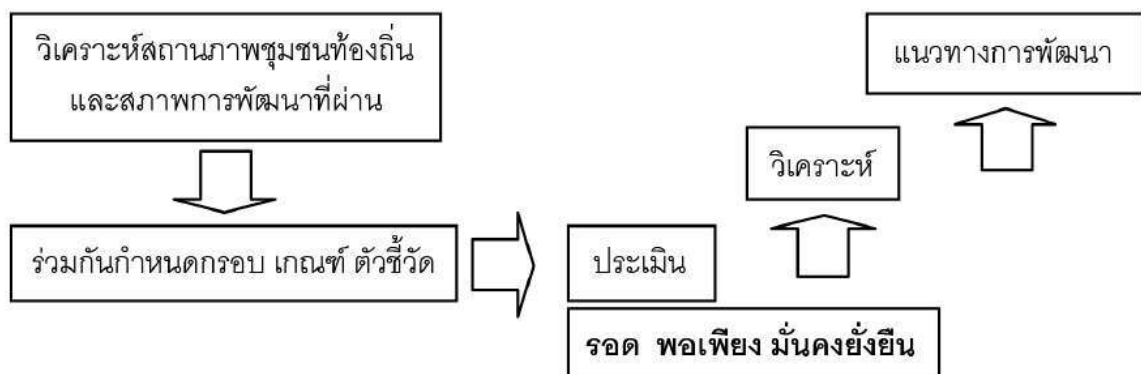 วิเคราะห์สถานภาพชุมชนท้องถิ่น
และสภาพการพัฒนาที่ผ่าน
ร่วมกันกำหนดกรอบ เกณฑ์ ตัวชี้วัด
ประเมิน
รอด พอเพียง มั่นคงยั่งยืน
วิเคราะห์
แนวทางการพัฒนา